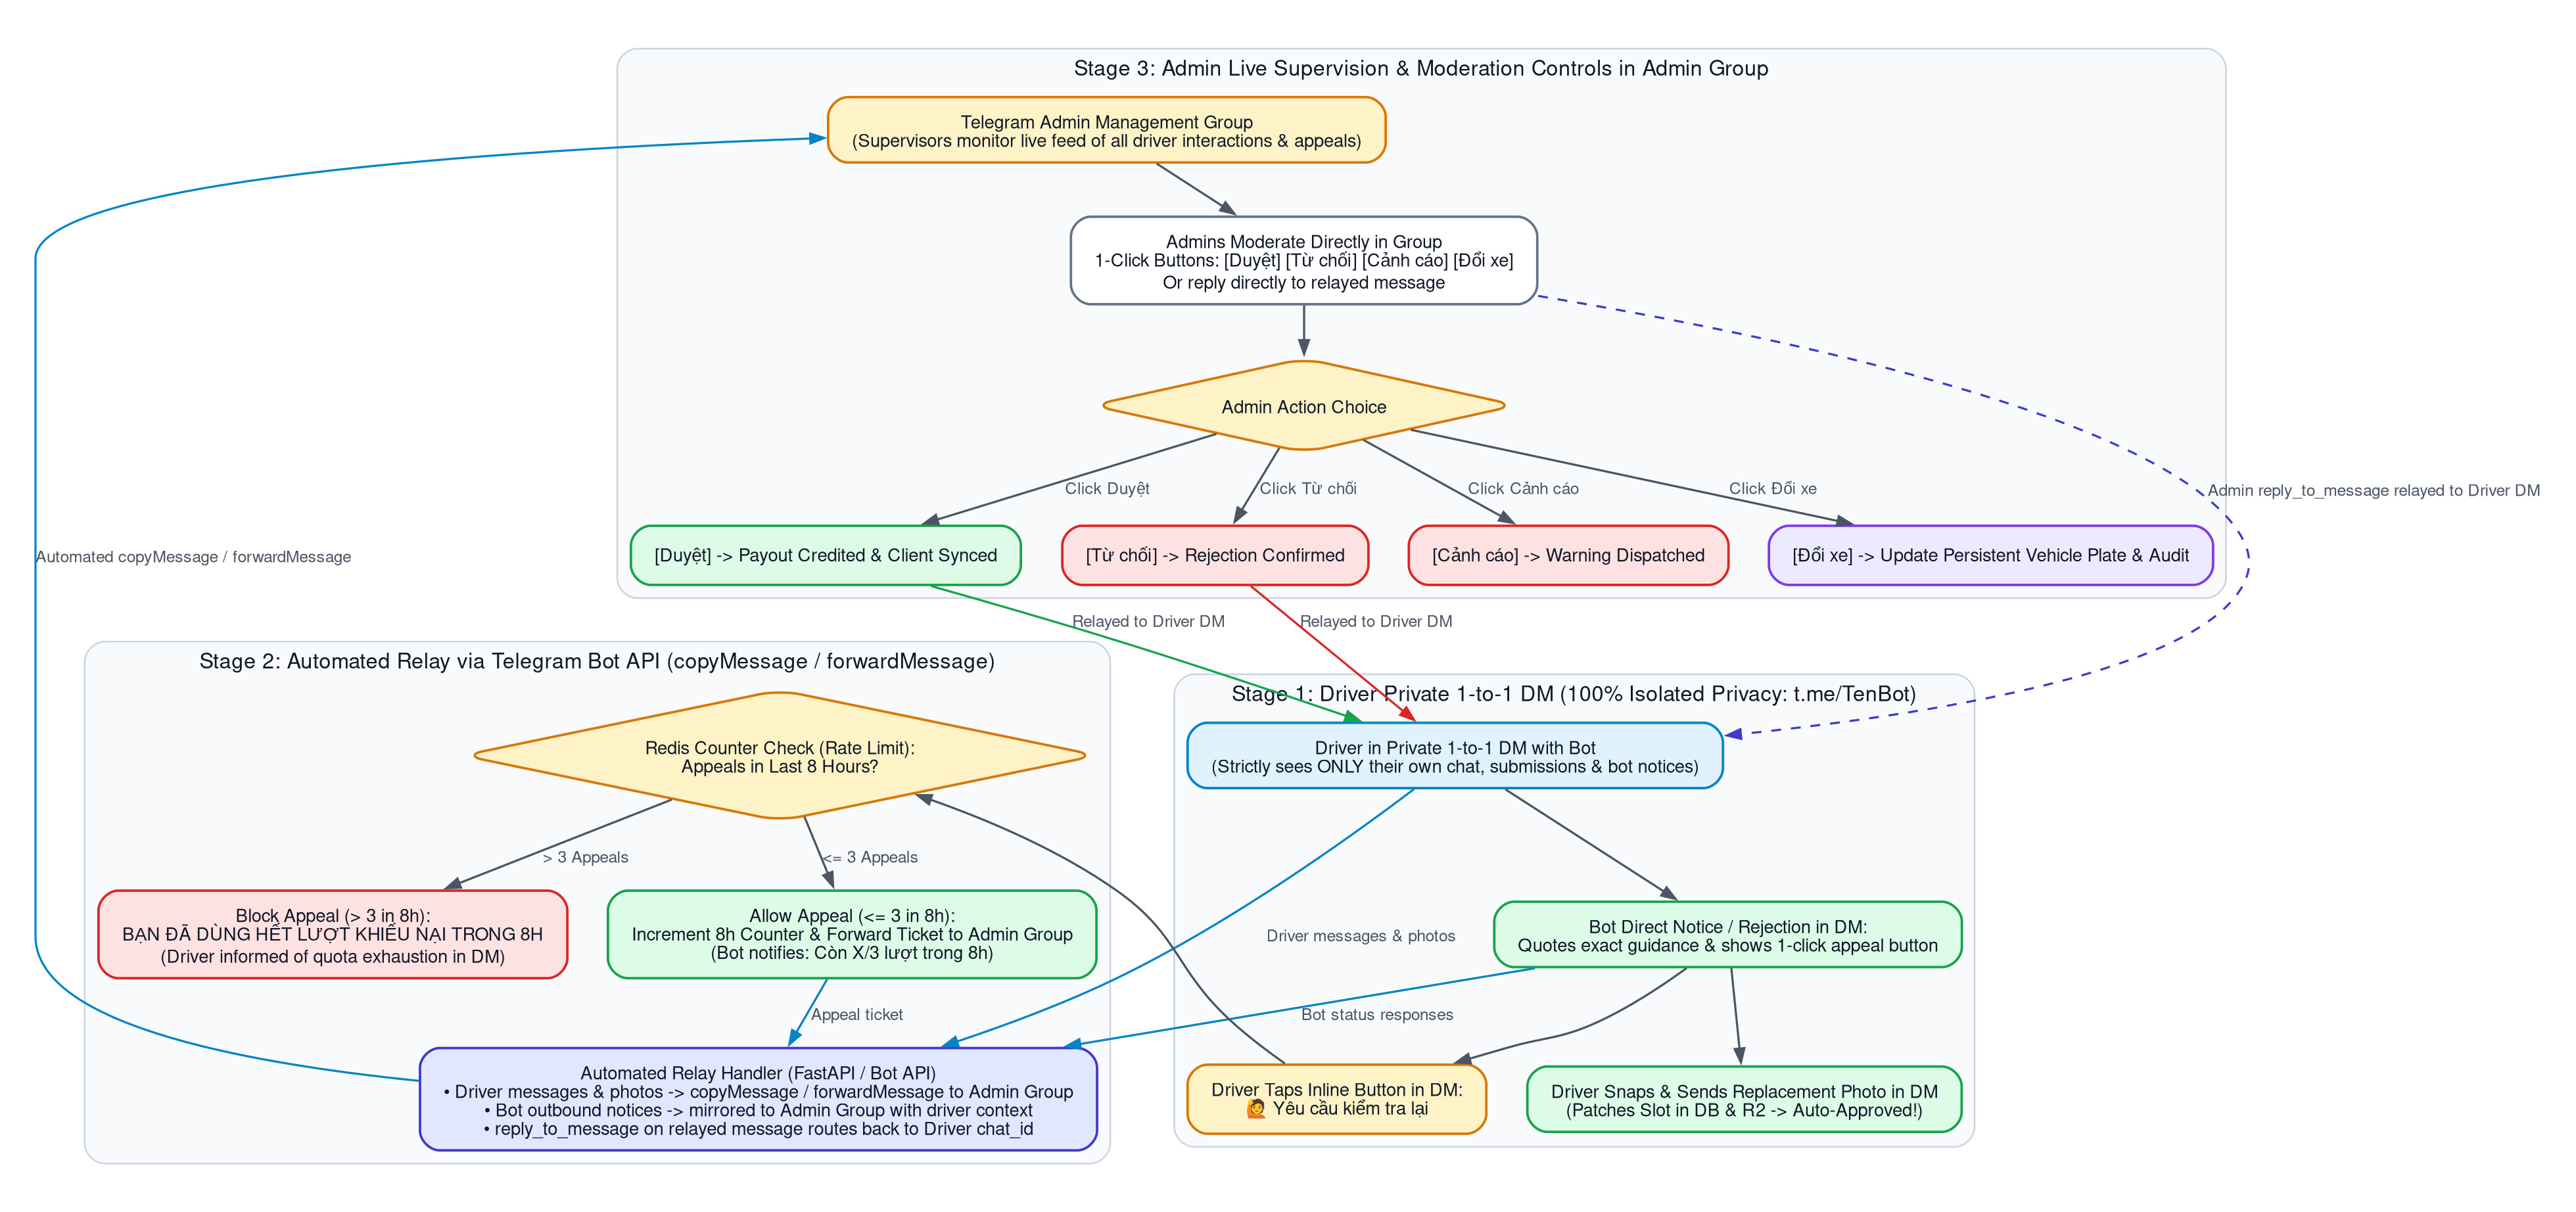 Stage 3: Admin Live Supervision & Moderation Controls in Admin Group
Telegram Admin Management Group
(Supervisors monitor live feed of all driver interactions & appeals)
Admins Moderate Directly in Group
1-Click Buttons: [Duyệt] [Từ chối] [Cảnh cáo] [Đổi xe]
Or reply directly to relayed message
Admin Action Choice
Click Duyệt
Click Từ chối
Click Cảnh cáo
Click Đổi xe
Admin reply_to_message relayed to Driver DM
[Duyệt] -> Payout Credited & Client Synced
[Từ chối] -> Rejection Confirmed
[Cảnh cáo] -> Warning Dispatched
[Đổi xe] -> Update Persistent Vehicle Plate & Audit
Automated copyMessage / forwardMessage
Relayed to Driver DM
Relayed to Driver DM
Stage 2: Automated Relay via Telegram Bot API (copyMessage / forwardMessage)
Redis Counter Check (Rate Limit):
Appeals in Last 8 Hours?
> 3 Appeals
<= 3 Appeals
Block Appeal (> 3 in 8h):
BẠN ĐÃ DÙNG HẾT LƯỢT KHIẾU NẠI TRONG 8H
(Driver informed of quota exhaustion in DM)
Allow Appeal (<= 3 in 8h):
Increment 8h Counter & Forward Ticket to Admin Group
(Bot notifies: Còn X/3 lượt trong 8h)
Appeal ticket
Automated Relay Handler (FastAPI / Bot API)
• Driver messages & photos -> copyMessage / forwardMessage to Admin Group
• Bot outbound notices -> mirrored to Admin Group with driver context
• reply_to_message on relayed message routes back to Driver chat_id
Stage 1: Driver Private 1-to-1 DM (100% Isolated Privacy: t.me/TenBot)
Driver in Private 1-to-1 DM with Bot
(Strictly sees ONLY their own chat, submissions & bot notices)
Driver messages & photos
Bot Direct Notice / Rejection in DM:
Quotes exact guidance & shows 1-click appeal button
Bot status responses
Driver Taps Inline Button in DM:
🙋 Yêu cầu kiểm tra lại
Driver Snaps & Sends Replacement Photo in DM
(Patches Slot in DB & R2 -> Auto-Approved!)